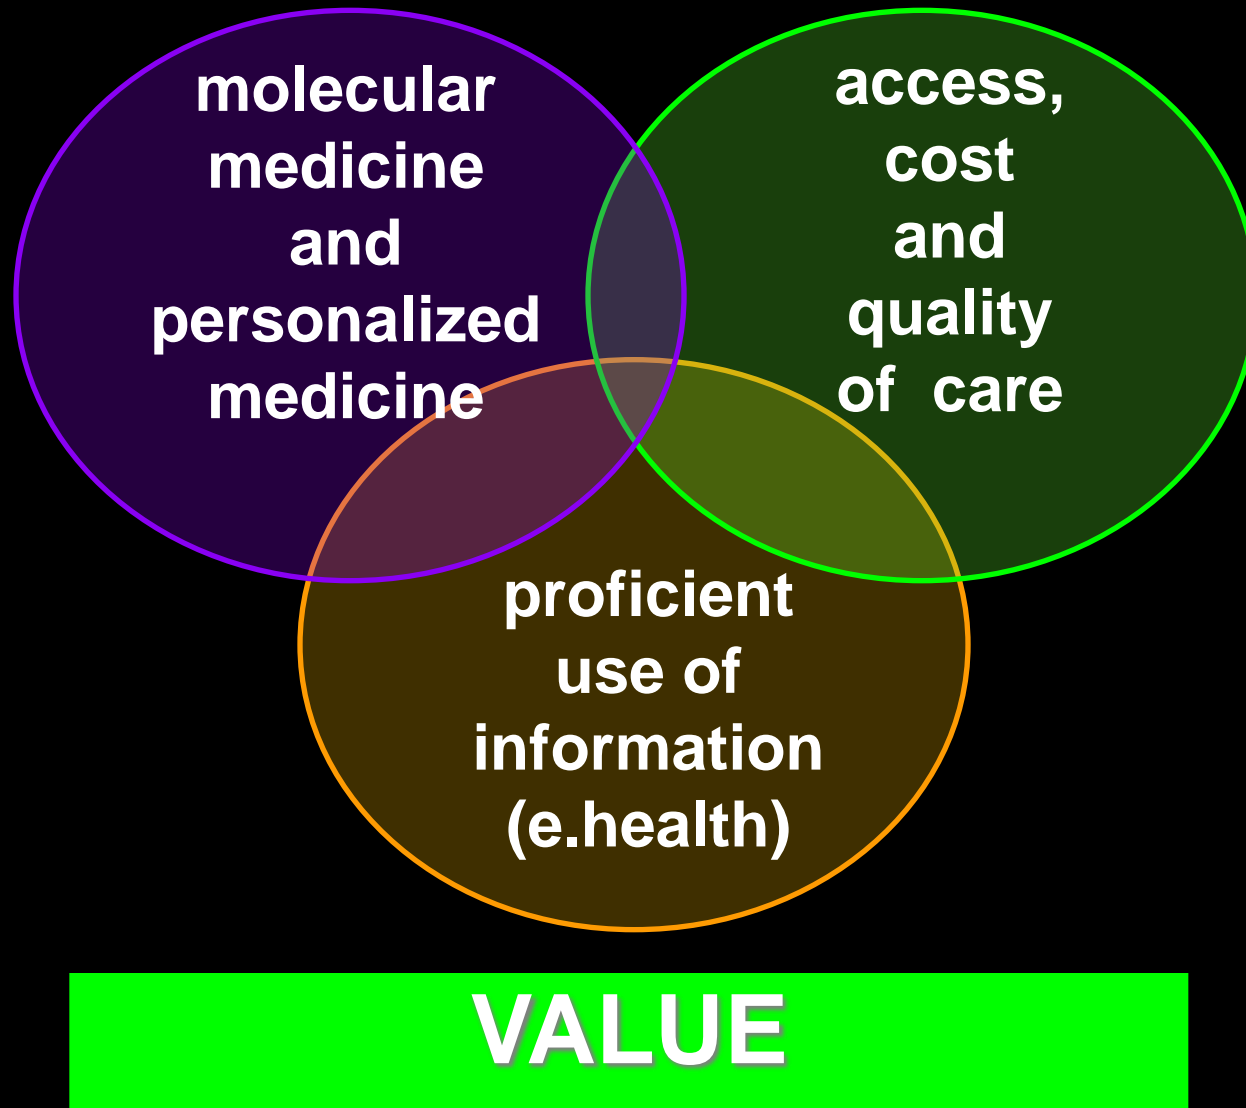 molecular
medicine
and
personalized
medicine
access,
cost
and
quality
of care
proficient
use of
information
(e.health)
VALUE